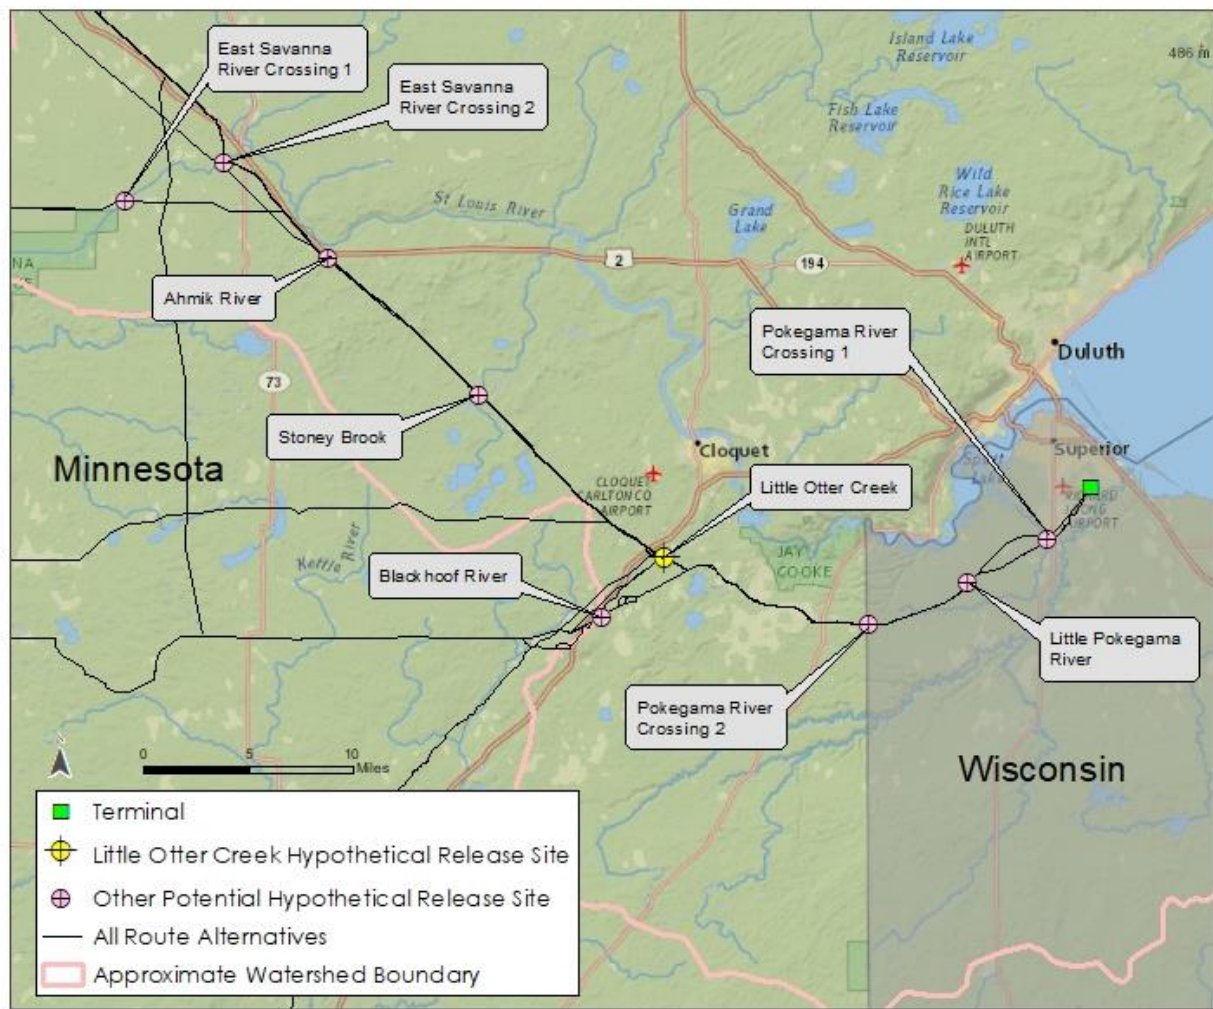 Island Lake
Reservoir
486 m
East Savanna
River Crossing 1
East Savanna
River Crossing 2
Fish Lake
Reservoir
Wild
Rice Lake
Reservoir
St Louis River
Grand
Lake
DULUTH
INTL
AIRPORT
NA
2
194
Ahmik River
Pokegama River
Crossing 1
Duluth
73
Stoney Brook
Cloquet
Superior
Minnesota
CLOQUET
CARLTON CO
AIRPORT
Little Otter Creek
Kettle River
JAY
COOKE
Blackhoof River
Little Pokegama
River
Pokegama River
Crossing 2
N
0 5 10
Miles
Wisconsin
Terminal
Little Otter Creek Hypothetical Release Site
Other Potential Hypothetical Release Site
All Route Alternatives
Approximate Watershed Boundary